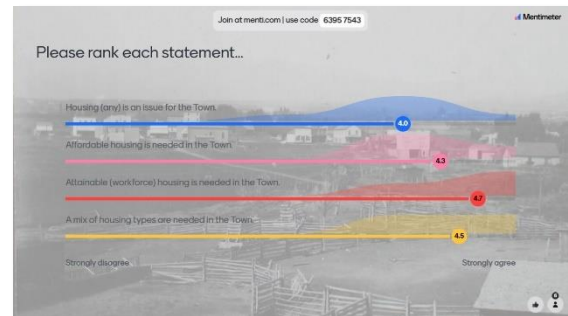 Join at menti.com | use code 6395 7543
Mentimeter
Please rank each statement...
Housing (any) is an issue for the Town.
4.0
Affordable housing is needed in the Town.
4.3
Attainable (workforce) housing is needed in the Town.
4.7
A mix of housing types are needed in the Town.
4.5
Strongly disagree
Strongly agree